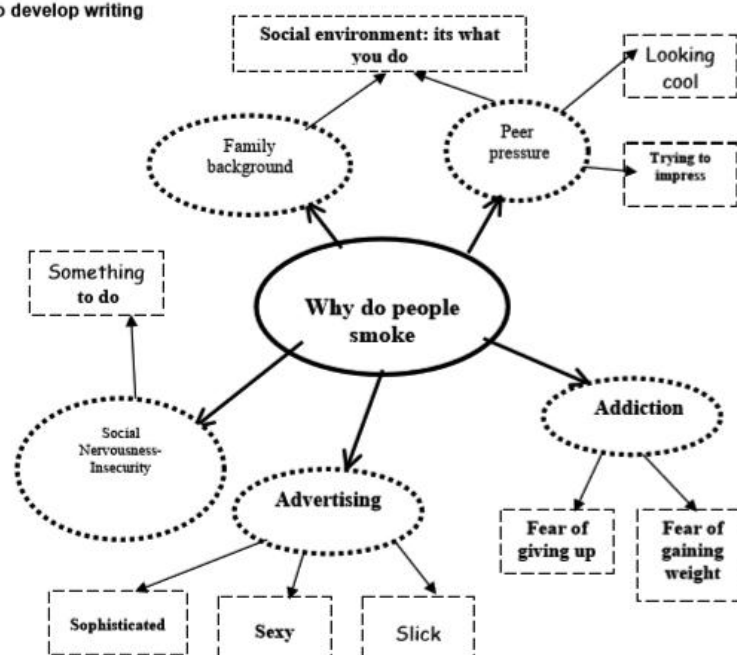 o develop writing
Social environment: its what
you do
Looking
cool
Family
background
Peer
pressure
Trying to
impress
Something
to do
Why do people
smoke
Addiction
Social
Nervousness-
Insecurity
Advertising
Fear of
giving up
Fear of
gaining
weight
Sophisticated
Sexy
Slick